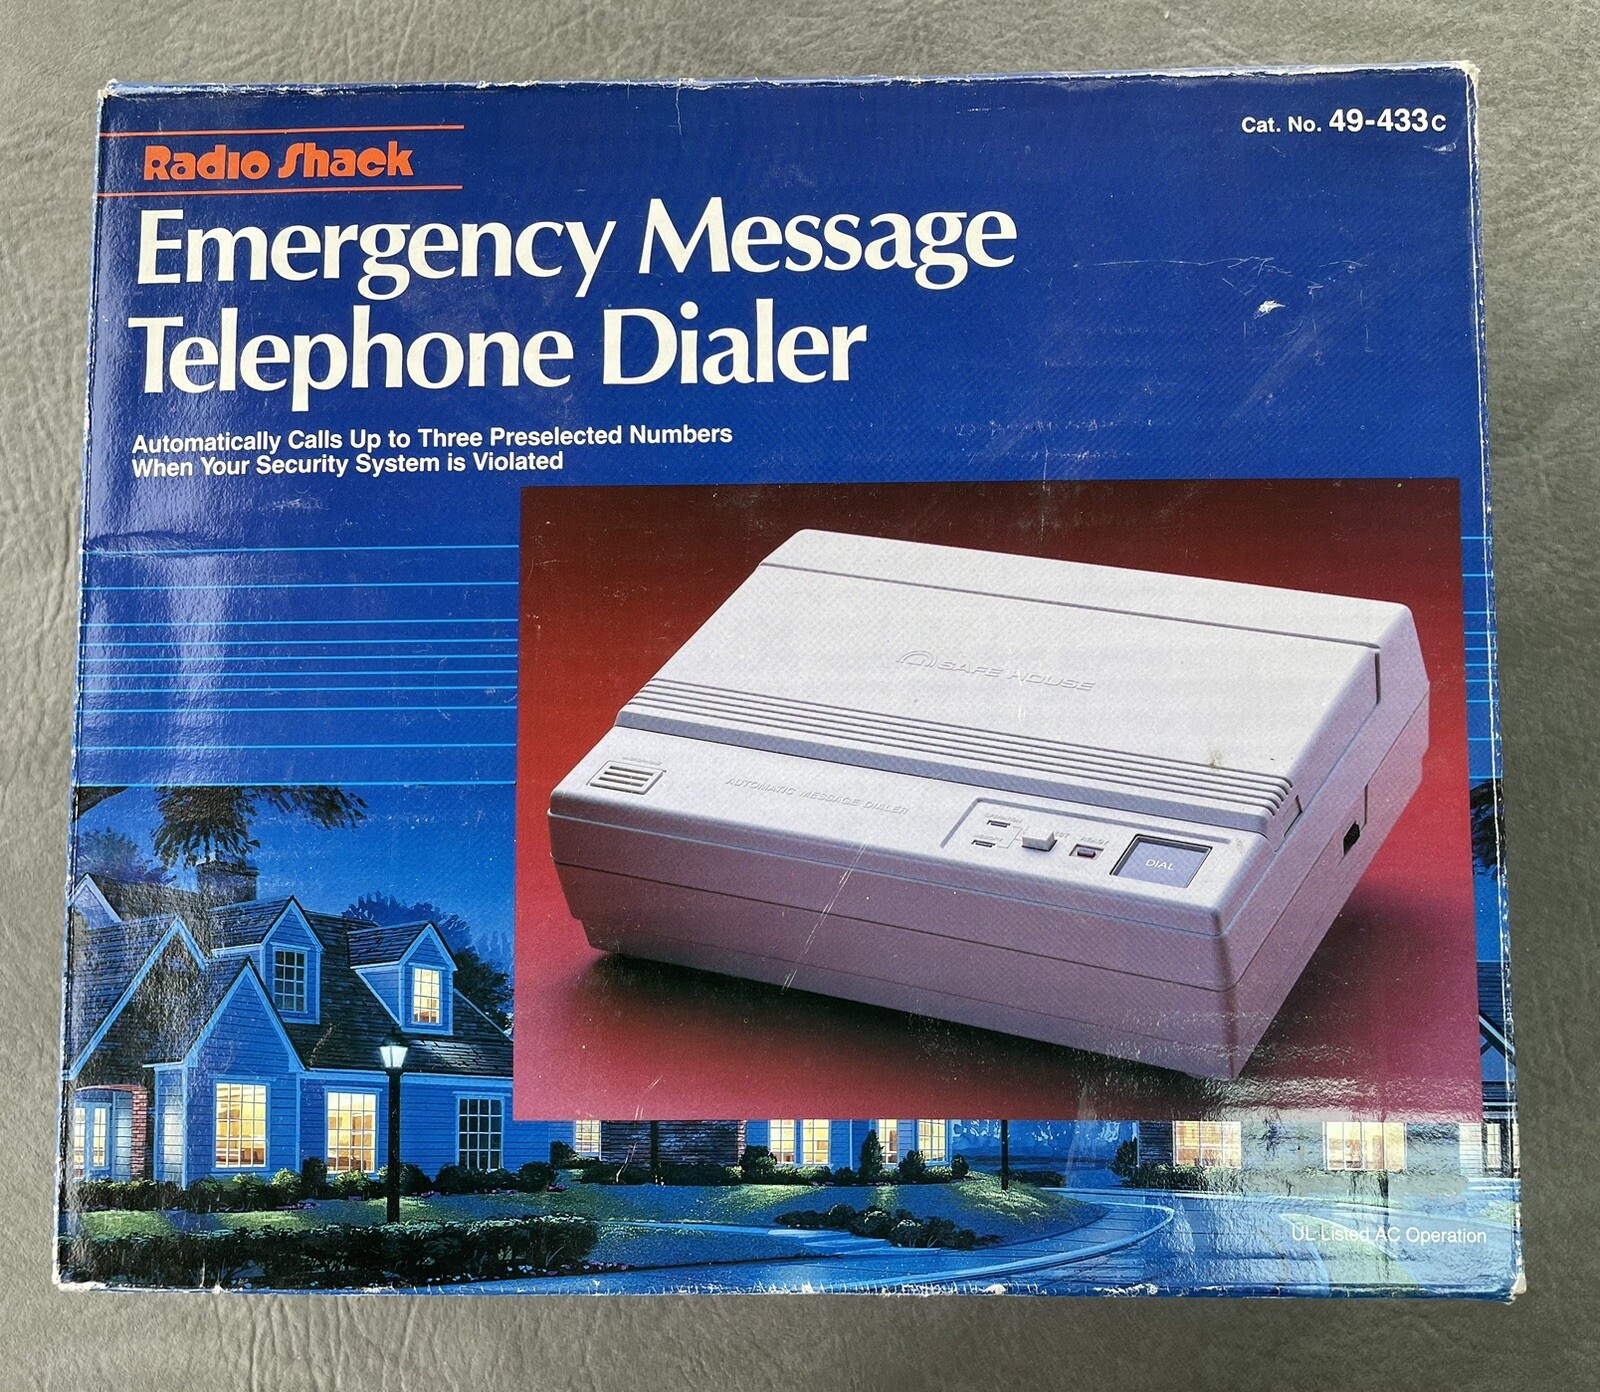 Cat. No. 49-433C
Radio Shack
Emergency Message
Telephone Dialer
Automatically Calls Up to Three Preselected Numbers
When Your Security System is Violated
SAFE HOUSE
AUTOMATIC MESSAGE DIALER
DIAL
UL Listed AC Operation